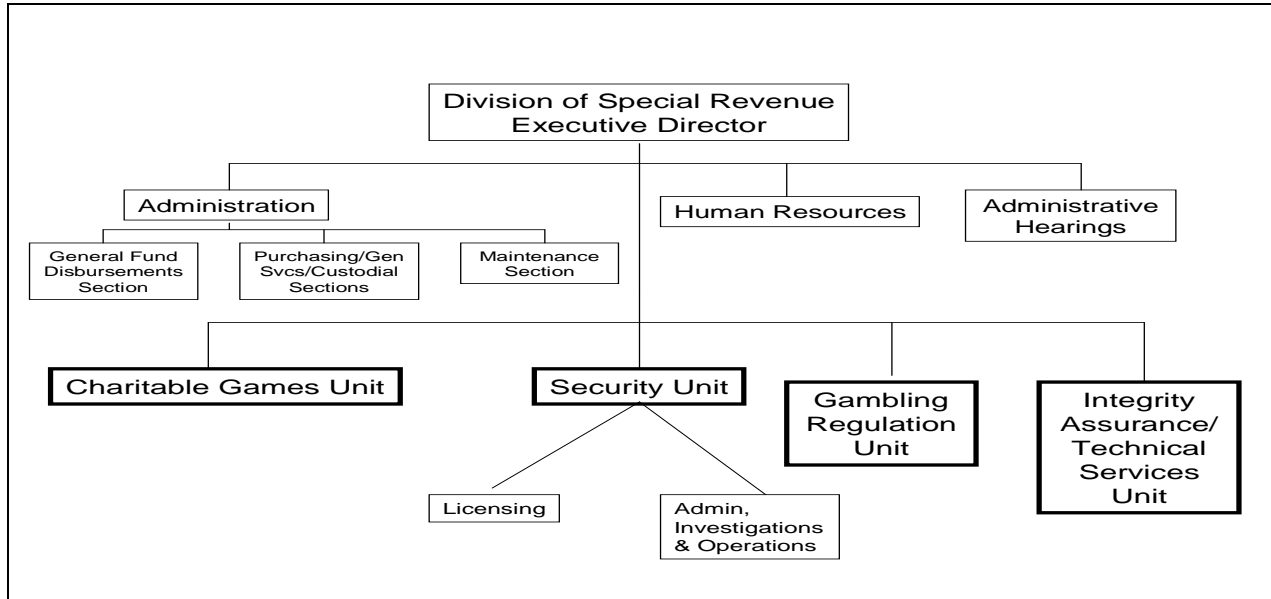 Division of Special Revenue
Executive Director
Administration
Human Resources
Administrative
Hearings
General Fund
Disbursements
Section
Purchasing/Gen
Svcs/Custodial
Sections
Maintenance
Section
Charitable Games Unit
Security Unit
Gambling
Regulation
Unit
Integrity
Assurance/
Technical
Services
Unit
Licensing
Admin,
Investigations
& Operations